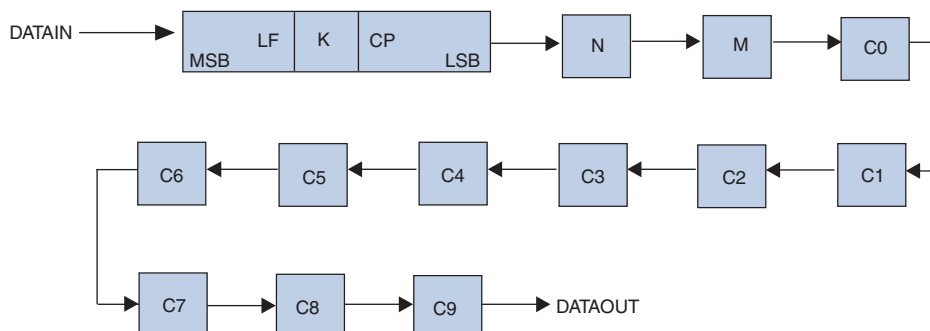 DATAIN
LF K CP
MSB LSB
N
M
C0
C6
C5
C4
C3
C2
C1
C7
C8
C9
DATAOUT